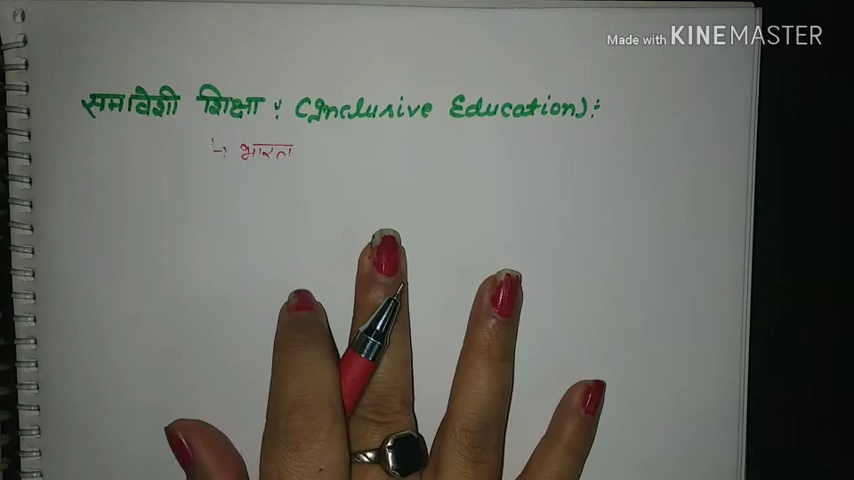 Made with KINEMASTER
समावेशी शिक्षा : (Inclusive Education) :
↳ भारत